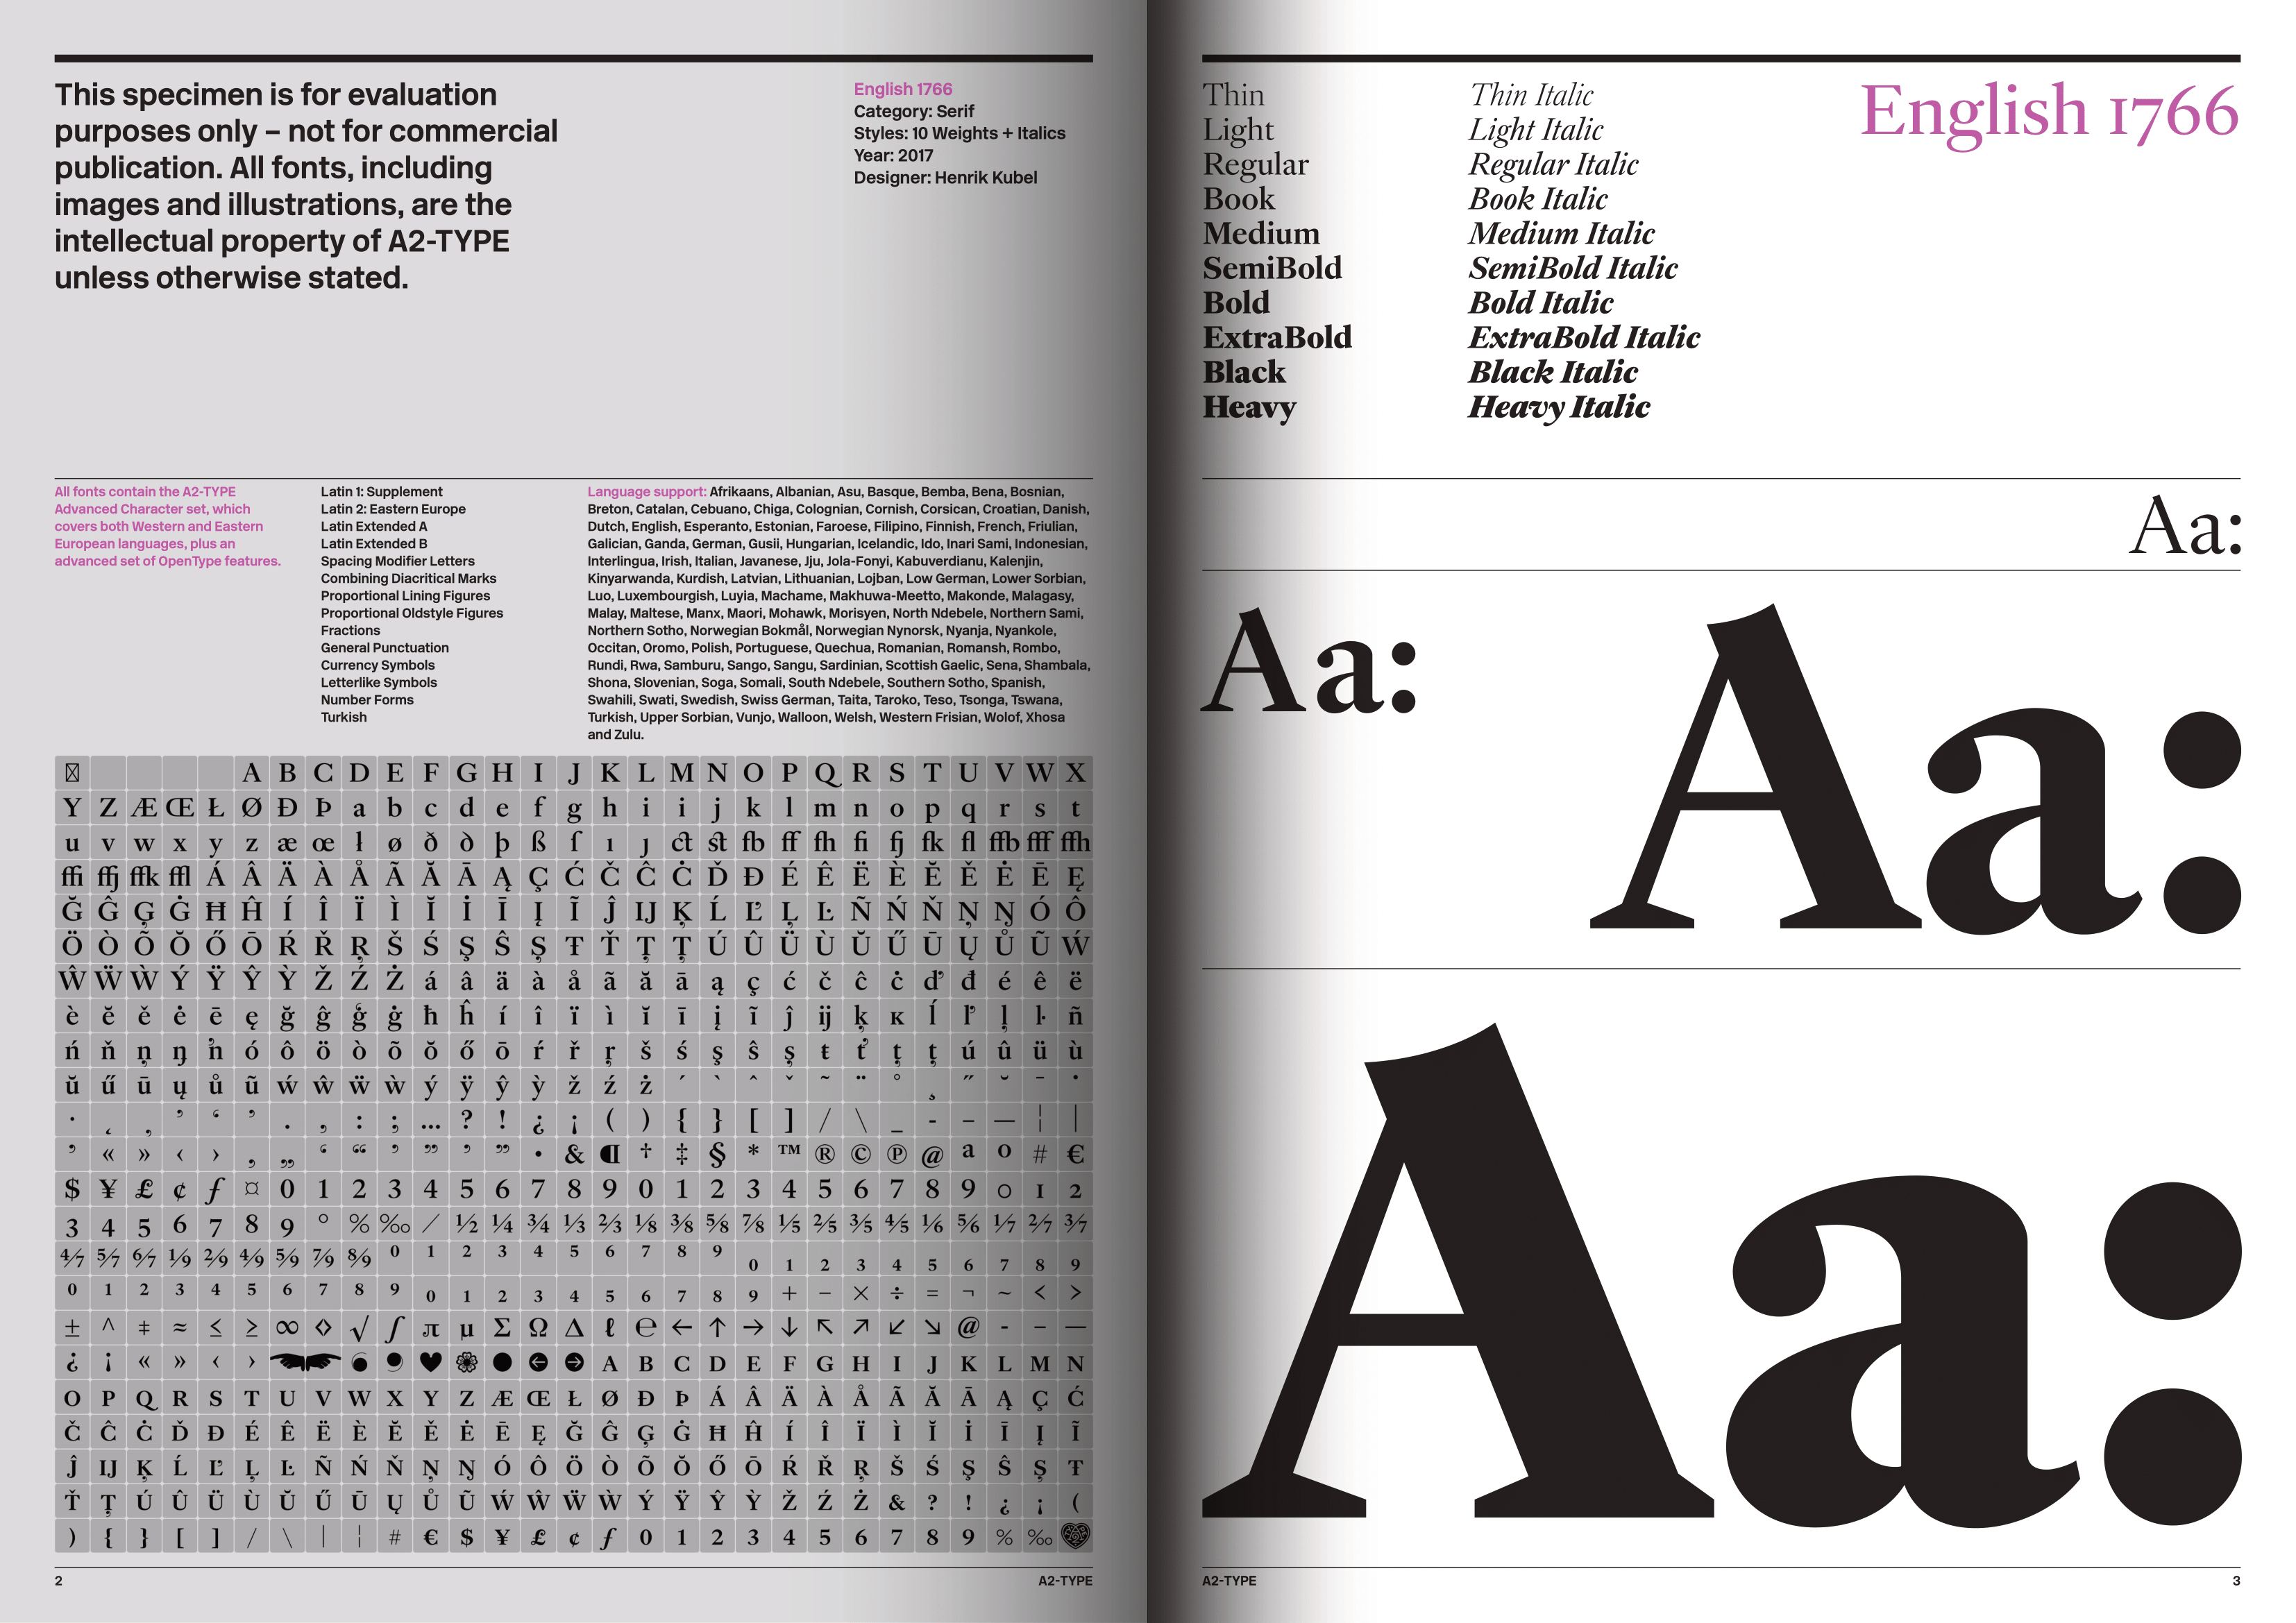 This specimen is for evaluation
purposes only – not for commercial
publication. All fonts, including
images and illustrations, are the
intellectual property of A2-TYPE
unless otherwise stated.
English 1766
Category: Serif
Styles: 10 Weights + Italics
Year: 2017
Designer: Henrik Kubel
All fonts contain the A2-TYPE
Advanced Character set, which
covers both Western and Eastern
European languages, plus an
advanced set of OpenType features.
Latin 1: Supplement
Latin 2: Eastern Europe
Latin Extended A
Latin Extended B
Spacing Modifier Letters
Combining Diacritical Marks
Proportional Lining Figures
Proportional Oldstyle Figures
Fractions
General Punctuation
Currency Symbols
Letterlike Symbols
Number Forms
Turkish
Language support: Afrikaans, Albanian, Asu, Basque, Bemba, Bena, Bosnian,
Breton, Catalan, Cebuano, Chiga, Colognian, Cornish, Corsican, Croatian, Danish,
Dutch, English, Esperanto, Estonian, Faroese, Filipino, Finnish, French, Friulian,
Galician, Ganda, German, Gusii, Hungarian, Icelandic, Ido, Inari Sami, Indonesian,
Interlingua, Irish, Italian, Javanese, Jju, Jola-Fonyi, Kabuverdianu, Kalenjin,
Kinyarwanda, Kurdish, Latvian, Lithuanian, Lojban, Low German, Lower Sorbian,
Luo, Luxembourgish, Luyia, Machame, Makhuwa-Meetto, Makonde, Malagasy,
Malay, Maltese, Manx, Maori, Mohawk, Morisyen, North Ndebele, Northern Sami,
Northern Sotho, Norwegian Bokmål, Norwegian Nynorsk, Nyanja, Nyankole,
Occitan, Oromo, Polish, Portuguese, Quechua, Romanian, Romansh, Rombo,
Rundi, Rwa, Samburu, Sango, Sangu, Sardinian, Scottish Gaelic, Sena, Shambala,
Shona, Slovenian, Soga, Somali, South Ndebele, Southern Sotho, Spanish,
Swahili, Swati, Swedish, Swiss German, Taita, Taroko, Teso, Tsonga, Tswana,
Turkish, Upper Sorbian, Vunjo, Walloon, Welsh, Western Frisian, Wolof, Xhosa
and Zulu.
A B C D E F G H I J K L M N O P Q R S T U V W X
Y Z Æ Œ Ł Ø Ð Þ a b c d e f g h i i j k l m n o p q r s t
u v w x y z æ œ ł ø ð ð þ ß ſ ı ȷ ct st fb ff fh fi fj fk fl ffb fff ffh
ffi ffj ffk ffl Á Â Ä À Å Ã Ă Ā Ą Ç Ć Č Ĉ Ċ Ď Đ É Ê Ë È Ĕ Ě Ė Ē Ę
Ğ Ĝ Ģ Ġ Ħ Ĥ Í Î Ï Ì Ĭ İ Ī Į Ĩ Ĵ Ĳ Ķ Ĺ Ľ Ļ Ŀ Ñ Ń Ň Ņ Ŋ Ó Ô
Ö Ò Õ Ŏ Ő Ō Ŕ Ř Ŗ Š Ś Ş Ŝ Ș Ŧ Ť Ţ Ț Ú Û Ü Ù Ŭ Ű Ū Ų Ů Ũ Ẃ
Ŵ Ẅ Ẁ Ý Ÿ Ŷ Ỳ Ž Ź Ż á â ä à å ã ă ā ą ç ć č ĉ ċ ď đ é ê ë
è ĕ ě ė ē ę ğ ĝ ģ ġ ħ ĥ í î ï ì ĭ ī į ĩ ĵ ĳ ķ ĸ ĺ ľ ļ ŀ ñ
ń ň ņ ŋ ŉ ó ô ö ò õ ŏ ő ō ŕ ř ŗ š ś ş ŝ ș ŧ ť ţ ț ú û ü ù
ŭ ű ū ų ů ũ ẃ ŵ ẅ ẁ ý ÿ ŷ ỳ ž ź ż ´ ` ˆ ˇ ˜ ¨ ˚ ¸ ˝ ˘ ¯ ˙
· ˛ , ’ ‘ ’ . , : ; … ? ! ¿ ¡ ( ) { } [ ] / \ _ - – — ¦ |
’ « » ‹ › ‚ „ ‘ “ ’ ” ’ ” • & ¶ † ‡ § * ™ ® © ℗ @ ª º # €
$ ¥ £ ¢ ƒ ¤ 0 1 2 3 4 5 6 7 8 9 0 1 2 3 4 5 6 7 8 9 0 1 2
3 4 5 6 7 8 9 ° % ‰ ⁄ ½ ¼ ¾ ⅓ ⅔ ⅛ ⅜ ⅝ ⅞ ⅕ ⅖ ⅗ ⅘ ⅙ ⅚ 1/7 2/7 3/7
4/7 5/7 6/7 1/9 2/9 4/9 5/9 7/9 8/9 0 1 2 3 4 5 6 7 8 9 0 1 2 3 4 5 6 7 8 9
0 1 2 3 4 5 6 7 8 9 0 1 2 3 4 5 6 7 8 9 + − × ÷ = ¬ ~ < >
± ^ ‡ ≈ ≤ ≥ ∞ ◊ √ ∫ π µ Σ Ω Δ ℓ ℮ ← ↑ → ↓ ↖ ↗ ↙ ↘ @ - – —
¿ ¡ « » ‹ › ♥ ● A B C D E F G H I J K L M N
O P Q R S T U V W X Y Z Æ Œ Ł Ø Ð Þ Á Â Ä À Å Ã Ă Ā Ą Ç Ć
Č Ĉ Ċ Ď Đ É Ê Ë È Ĕ Ě Ė Ē Ę Ğ Ĝ Ģ Ġ Ħ Ĥ Í Î Ï Ì Ĭ İ Ī Į Ĩ
Ĵ Ĳ Ķ Ĺ Ľ Ļ Ŀ Ñ Ń Ň Ņ Ŋ Ó Ô Ö Ò Õ Ŏ Ő Ō Ŕ Ř Ŗ Š Ś Ş Ŝ Ș Ŧ
Ť Ț Ú Û Ü Ù Ŭ Ű Ū Ų Ů Ũ Ẃ Ŵ Ẅ Ẁ Ý Ÿ Ŷ Ỳ Ž Ź Ż & ? ! ¿ ¡ (
) { } [ ] / \ | ¦ # € $ ¥ £ ¢ ƒ 0 1 2 3 4 5 6 7 8 9 % ‰
2
A2-TYPE
Thin
Light
Regular
Book
Medium
SemiBold
Bold
ExtraBold
Black
Heavy
Thin Italic
Light Italic
Regular Italic
Book Italic
Medium Italic
SemiBold Italic
Bold Italic
ExtraBold Italic
Black Italic
Heavy Italic
English 1766
Aa:
Aa:
Aa:
Aa:
A2-TYPE
3